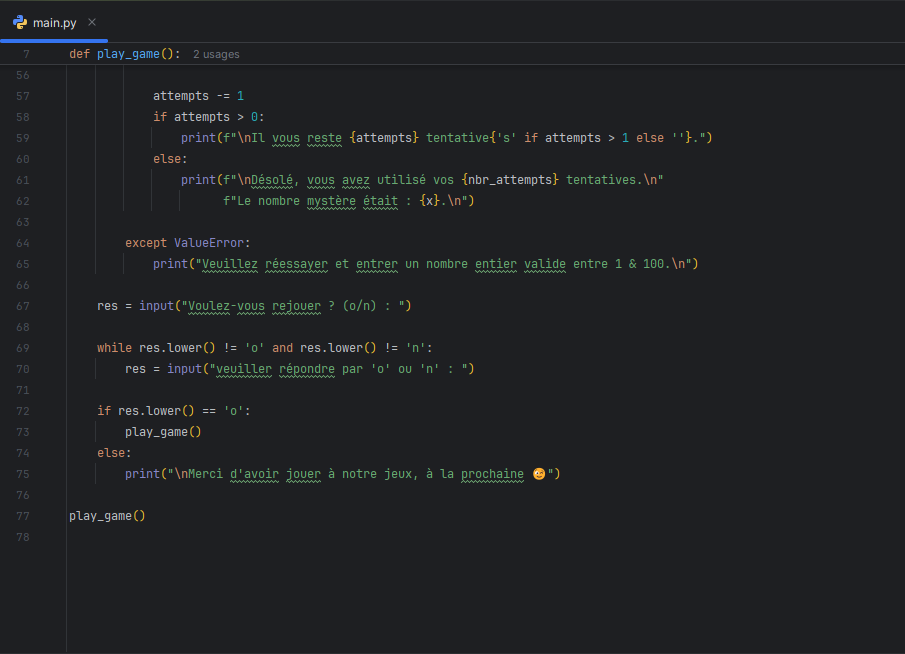 main.py ×
7 def play_game():  2 usages
56
57             attempts -= 1
58             if attempts > 0:
59                 print(f"\nIl vous reste {attempts} tentative{'s' if attempts > 1 else ''}.")
60             else:
61                 print(f"\nDésolé, vous avez utilisé vos {nbr_attempts} tentatives.\n"
62                       f"Le nombre mystère était : {x}.\n")
63
64         except ValueError:
65             print("Veuillez réessayer et entrer un nombre entier valide entre 1 & 100.\n")
66
67     res = input("Voulez-vous rejouer ? (o/n) : ")
68
69     while res.lower() != 'o' and res.lower() != 'n':
70         res = input("veuiller répondre par 'o' ou 'n' : ")
71
72     if res.lower() == 'o':
73         play_game()
74     else:
75         print("\nMerci d'avoir jouer à notre jeux, à la prochaine 😉")
76
77 play_game()
78